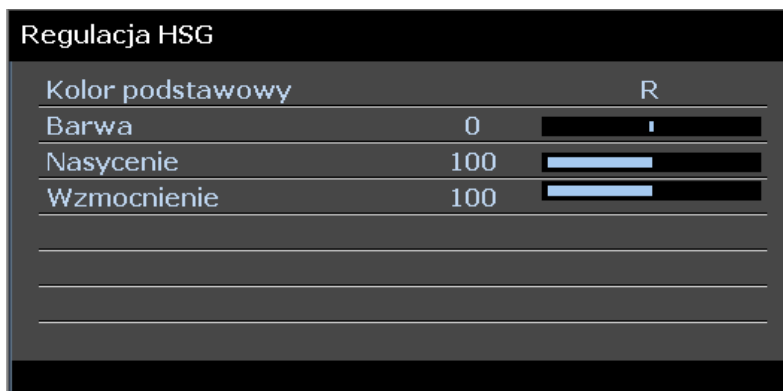 Regulacja HSG
Kolor podstawowy R
Barwa 0
Nasycenie 100
Wzmocnienie 100